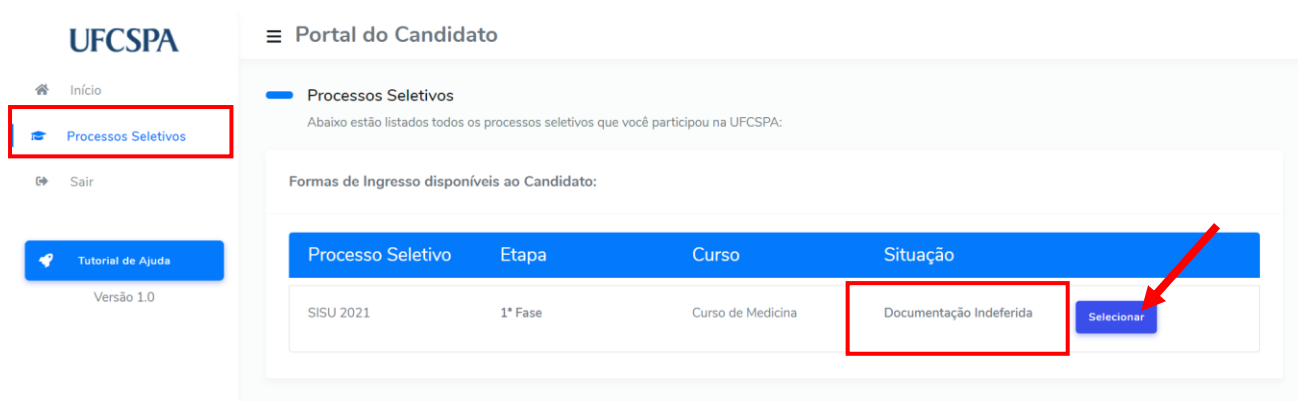 UFCSPA
Portal do Candidato
Início
Processos Seletivos
Sair
Tutorial de Ajuda
Versão 1.0
Processos Seletivos
Abaixo estão listados todos os processos seletivos que você participou na UFCSPA:
Formas de Ingresso disponíveis ao Candidato:
Processo Seletivo Etapa Curso Situação
SISU 2021 1ª Fase Curso de Medicina Documentação Indeferida Selecionar